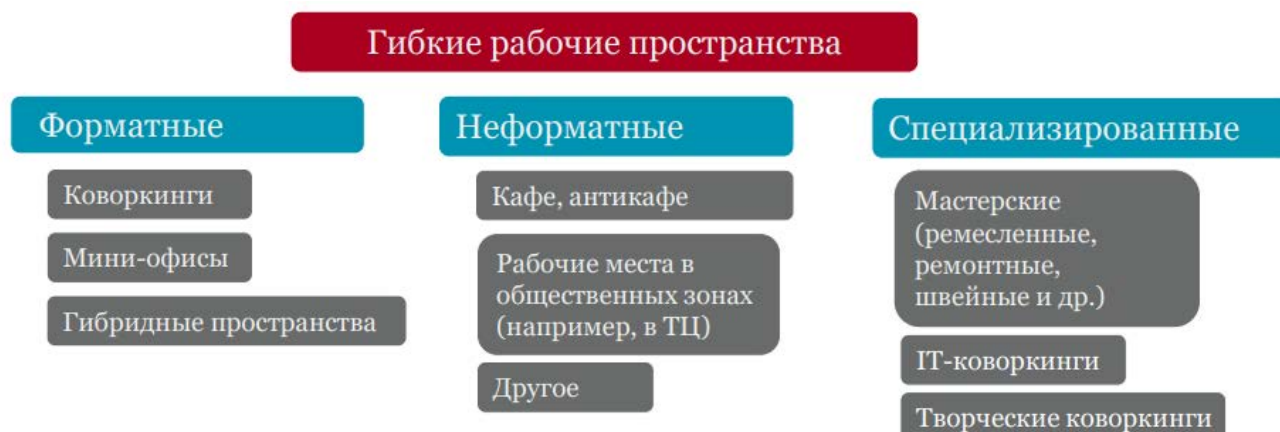 Гибкие рабочие пространства
Форматные
Коворкинги
Мини-офисы
Гибридные пространства
Неформатные
Кафе, антикафе
Рабочие места в
общественных зонах
(например, в ТЦ)
Другое
Специализированные
Мастерские
(ремесленные,
ремонтные,
швейные и др.)
IT-коворкинги
Творческие коворкинги